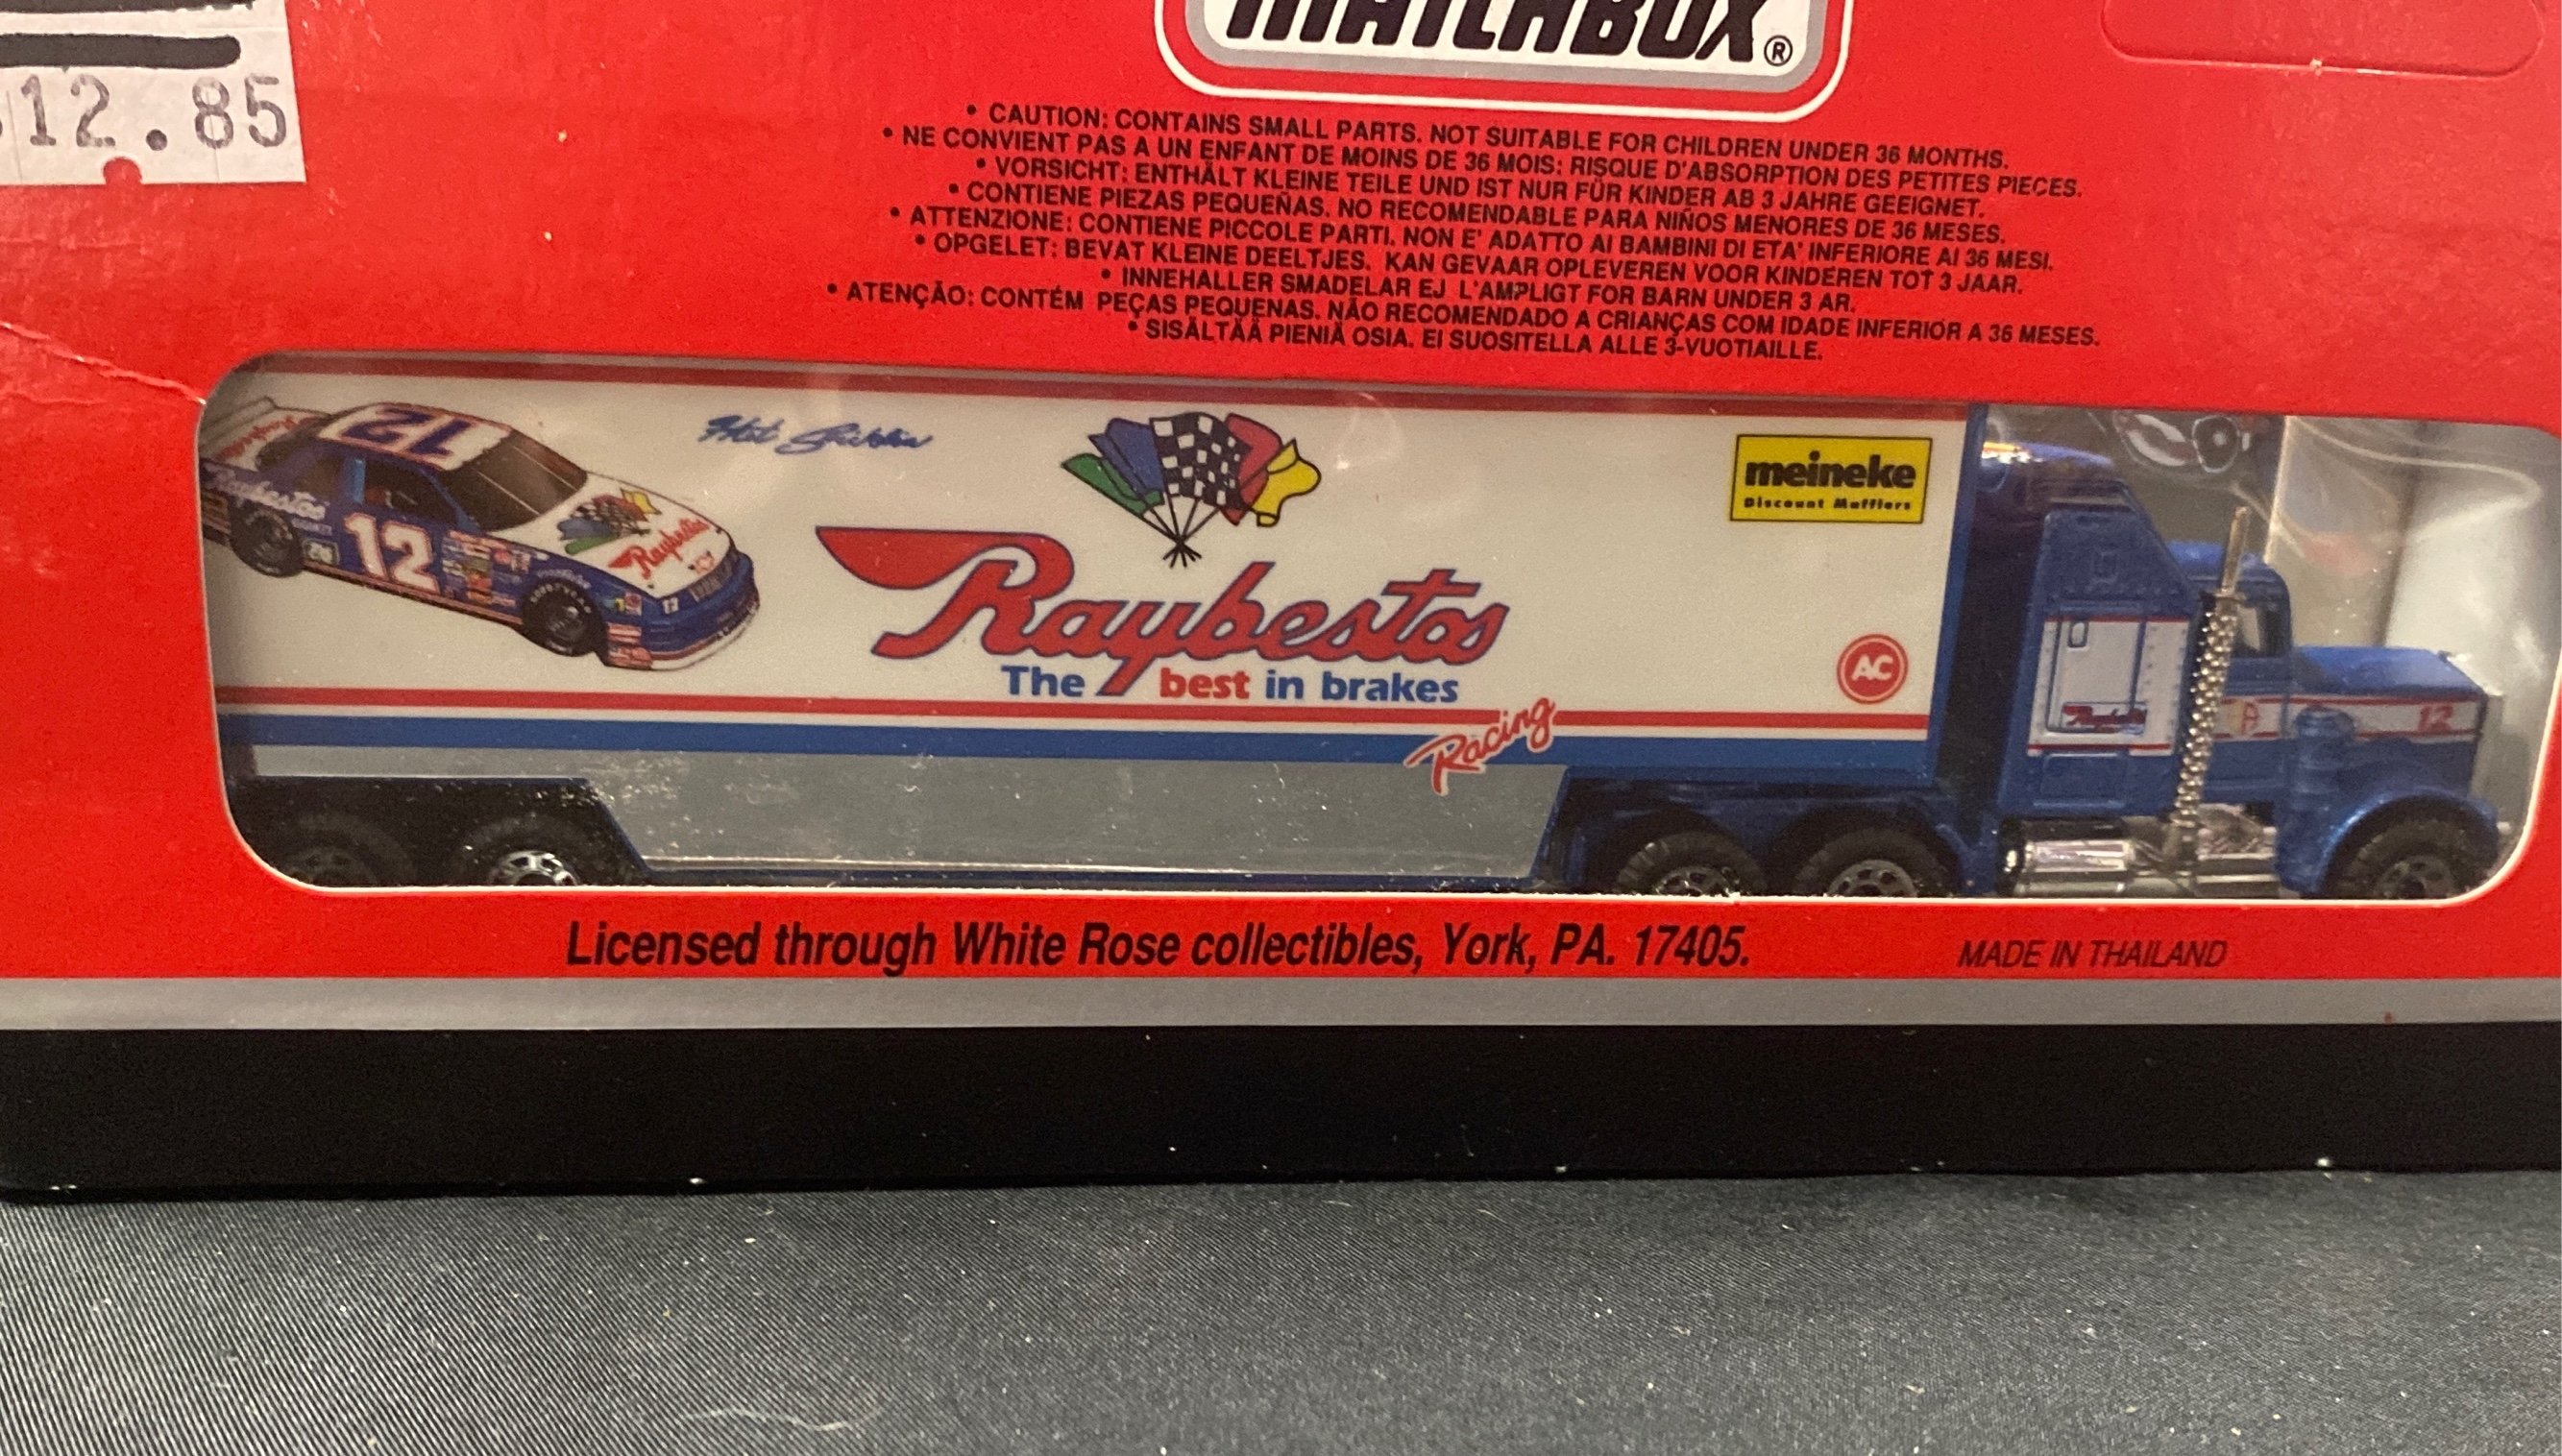 MATCHBOX®
12.85
• CAUTION: CONTAINS SMALL PARTS. NOT SUITABLE FOR CHILDREN UNDER 36 MONTHS.
• NE CONVIENT PAS A UN ENFANT DE MOINS DE 36 MOIS: RISQUE D'ABSORPTION DES PETITES PIECES.
• VORSICHT: ENTHÄLT KLEINE TEILE UND IST NUR FÜR KINDER AB 3 JAHRE GEEIGNET.
• CONTIENE PIEZAS PEQUEÑAS. NO RECOMENDABLE PARA NIÑOS MENORES DE 36 MESES.
• ATTENZIONE: CONTIENE PICCOLE PARTI. NON E' ADATTO AI BAMBINI DI ETA' INFERIORE AI 36 MESI.
• OPGELET: BEVAT KLEINE DEELTJES. KAN GEVAAR OPLEVEREN VOOR KINDEREN TOT 3 JAAR.
• INNEHALLER SMADELAR EJ L'AMPLIGT FOR BARN UNDER 3 AR.
• ATENÇÃO: CONTÉM PEÇAS PEQUENAS. NÃO RECOMENDADO A CRIANÇAS COM IDADE INFERIOR A 36 MESES.
• SISÄLTÄÄ PIENIÄ OSIA. EI SUOSITELLA ALLE 3-VUOTIAILLE.
12
Raybestos
12
Raybestos
12
Hut Stricklin
Raybestos
The best in brakes
Racing
meineke
Discount Mufflers
AC
Raybestos
12
Licensed through White Rose collectibles, York, PA. 17405.
MADE IN THAILAND